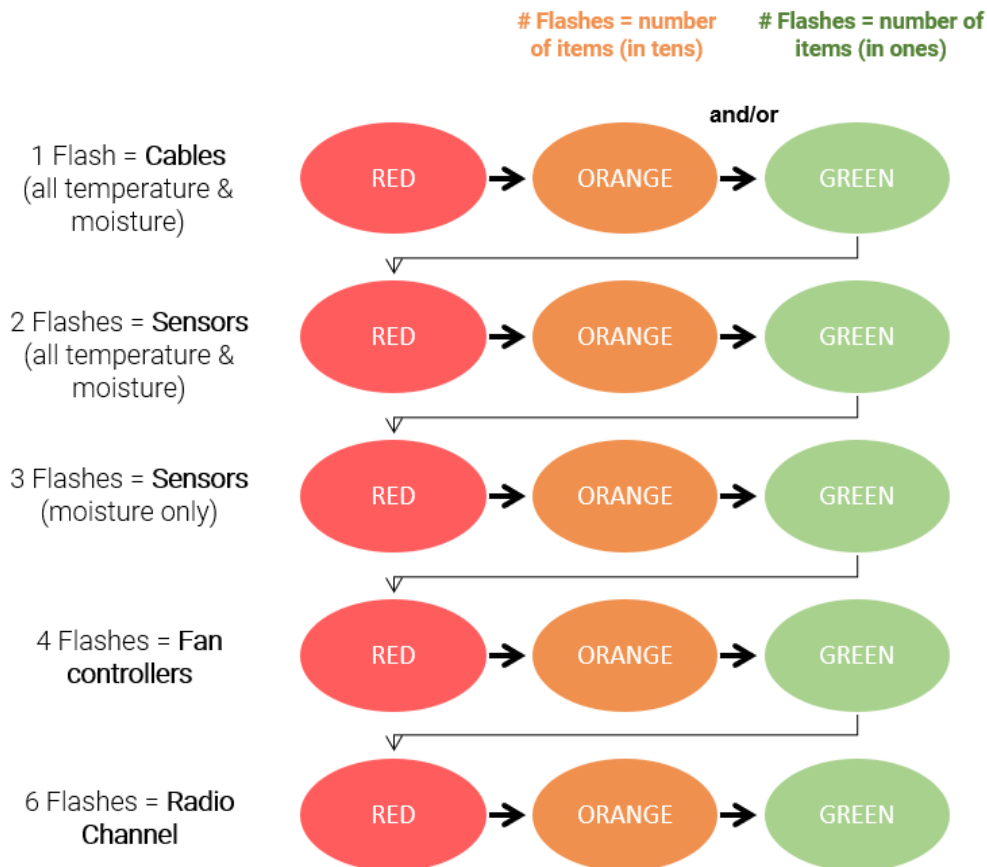 # Flashes = number
of items (in tens)
# Flashes = number of
items (in ones)
and/or
1 Flash = Cables
(all temperature &
moisture)
RED
ORANGE
GREEN
2 Flashes = Sensors
(all temperature &
moisture)
RED
ORANGE
GREEN
3 Flashes = Sensors
(moisture only)
RED
ORANGE
GREEN
4 Flashes = Fan
controllers
RED
ORANGE
GREEN
6 Flashes = Radio
Channel
RED
ORANGE
GREEN